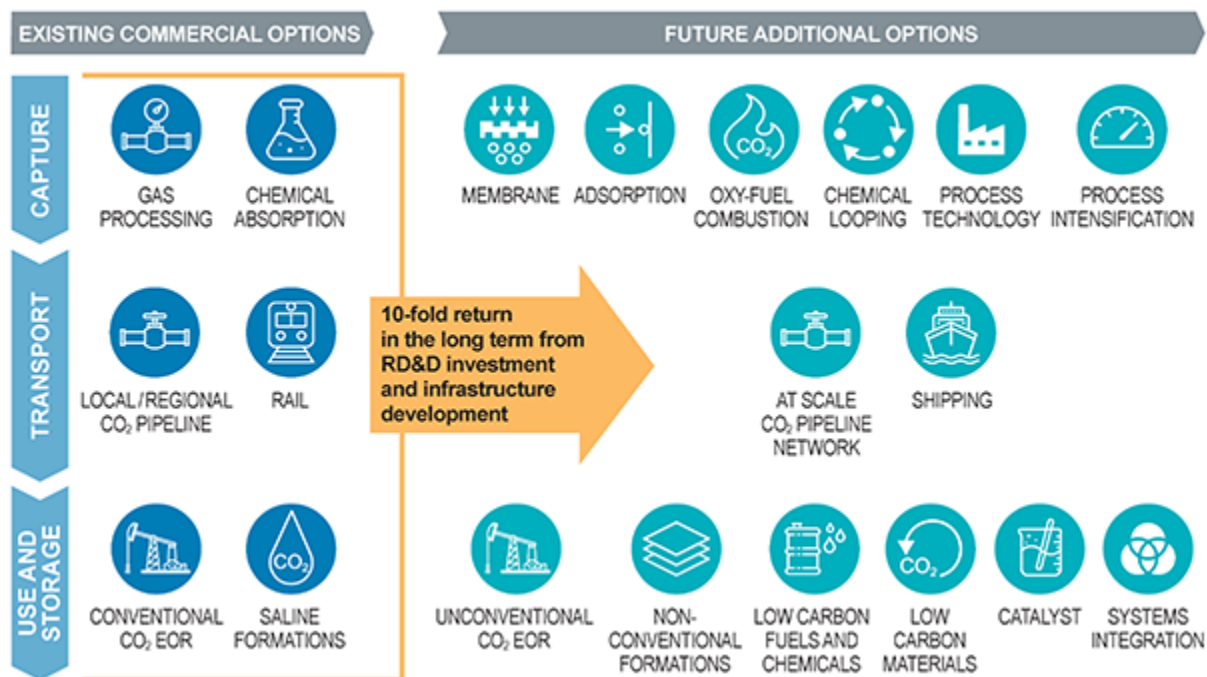 EXISTING COMMERCIAL OPTIONS
FUTURE ADDITIONAL OPTIONS
CAPTURE
GAS
PROCESSING
CHEMICAL
ABSORPTION
MEMBRANE
ADSORPTION
CO₂
OXY-FUEL
COMBUSTION
CHEMICAL
LOOPING
PROCESS
TECHNOLOGY
PROCESS
INTENSIFICATION
TRANSPORT
LOCAL/REGIONAL
CO₂ PIPELINE
RAIL
10-fold return
in the long term from
RD&D investment
and infrastructure
development
AT SCALE
CO₂ PIPELINE
NETWORK
SHIPPING
USE AND
STORAGE
CONVENTIONAL
CO₂ EOR
CO₂
SALINE
FORMATIONS
UNCONVENTIONAL
CO₂ EOR
NON-
CONVENTIONAL
FORMATIONS
LOW CARBON
FUELS AND
CHEMICALS
CO₂
LOW
CARBON
MATERIALS
CATALYST
SYSTEMS
INTEGRATION